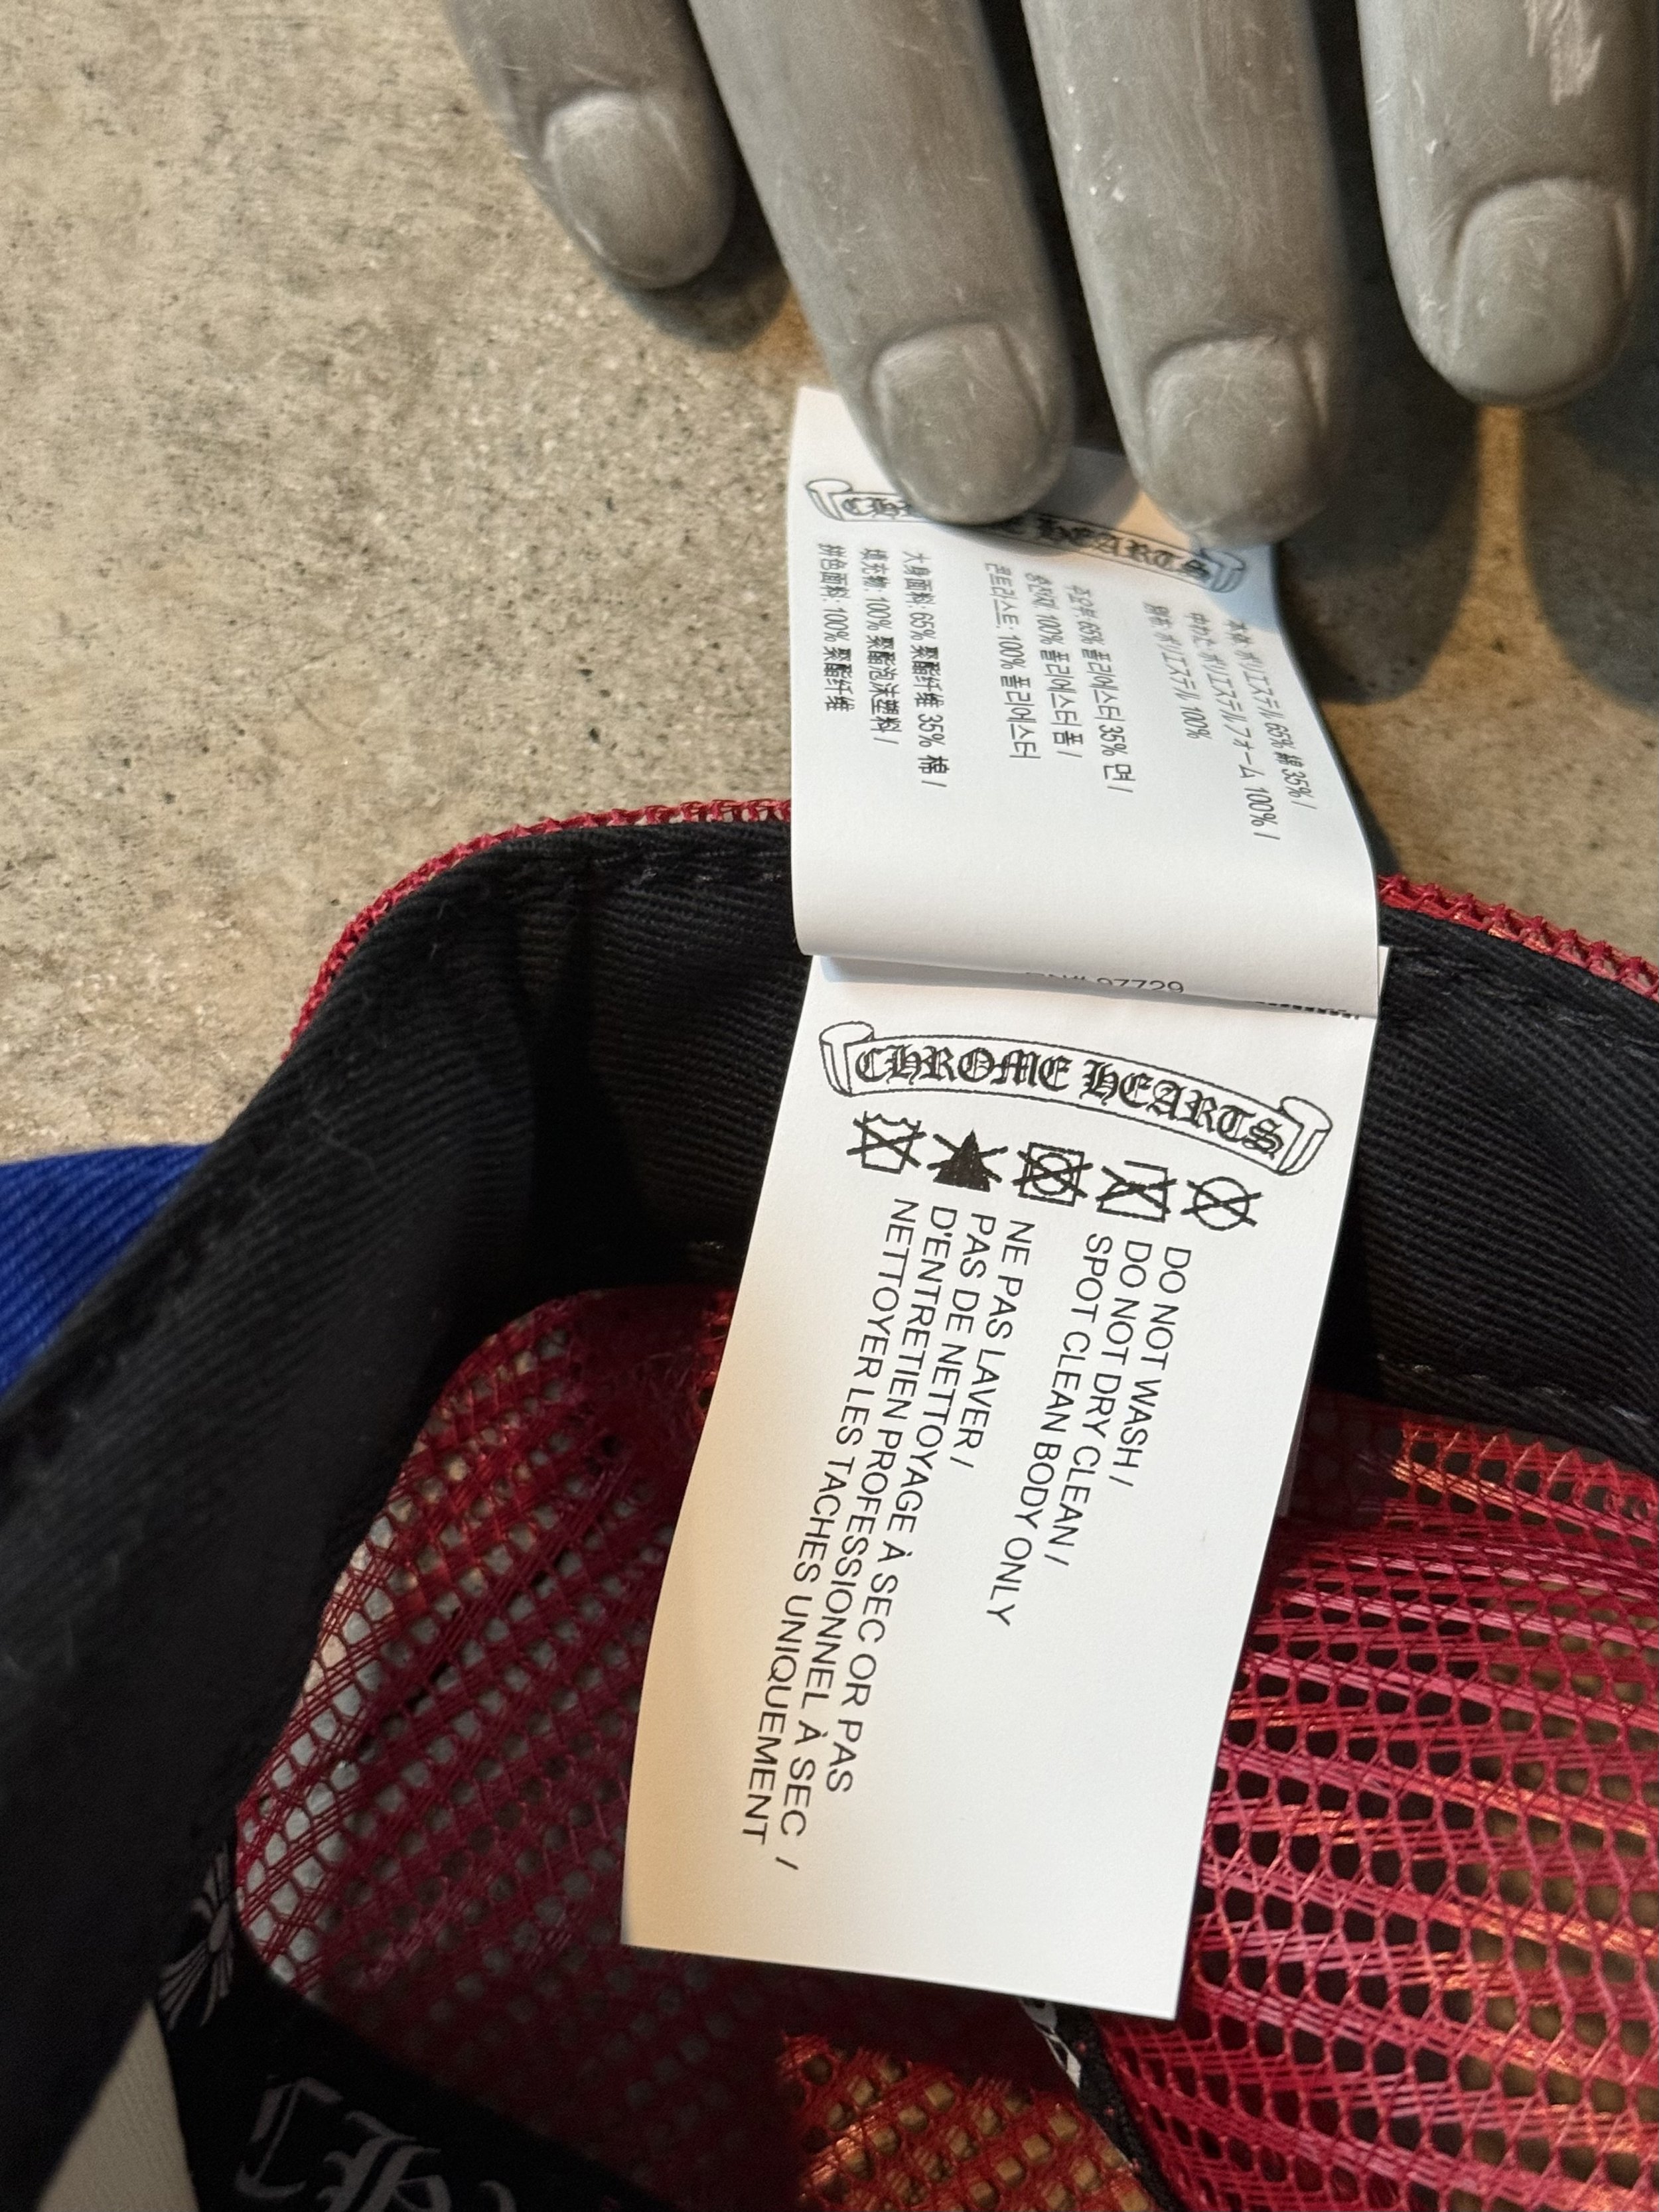 CHROME HEARTS
本体: ポリエステル 65% 綿 35% /
中わた: ポリエステルフォーム 100% /
別布: ポリエステル 100%
주요부: 65% 폴리에스터 35% 면 /
충전재: 100% 폴리에스터 폼 /
콘트라스트: 100% 폴리에스터
大身面料: 65% 聚酯纤维 35% 棉 /
填充物: 100% 聚酯泡沫塑料 /
拼色面料: 100% 聚酯纤维
97729
CHROME HEARTS
DO NOT WASH /
DO NOT DRY CLEAN /
SPOT CLEAN BODY ONLY
NE PAS LAVER /
PAS DE NETTOYAGE À SEC OR PAS
D'ENTRETIEN PROFESSIONNEL À SEC /
NETTOYER LES TACHES UNIQUEMENT